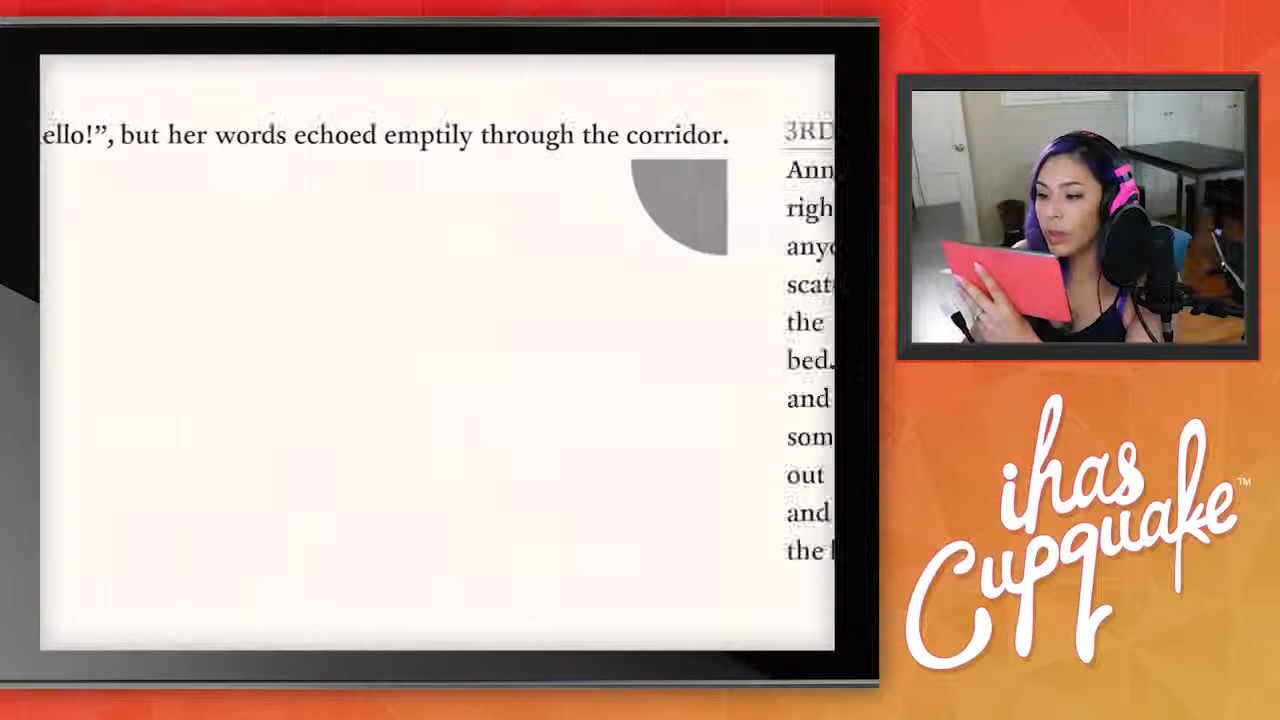 ello!”, but her words echoed emptily through the corridor.
3RD
Ann
righ
anyo
scat
the
bed.
and
som
out
and
the
ihas
Cupquake™